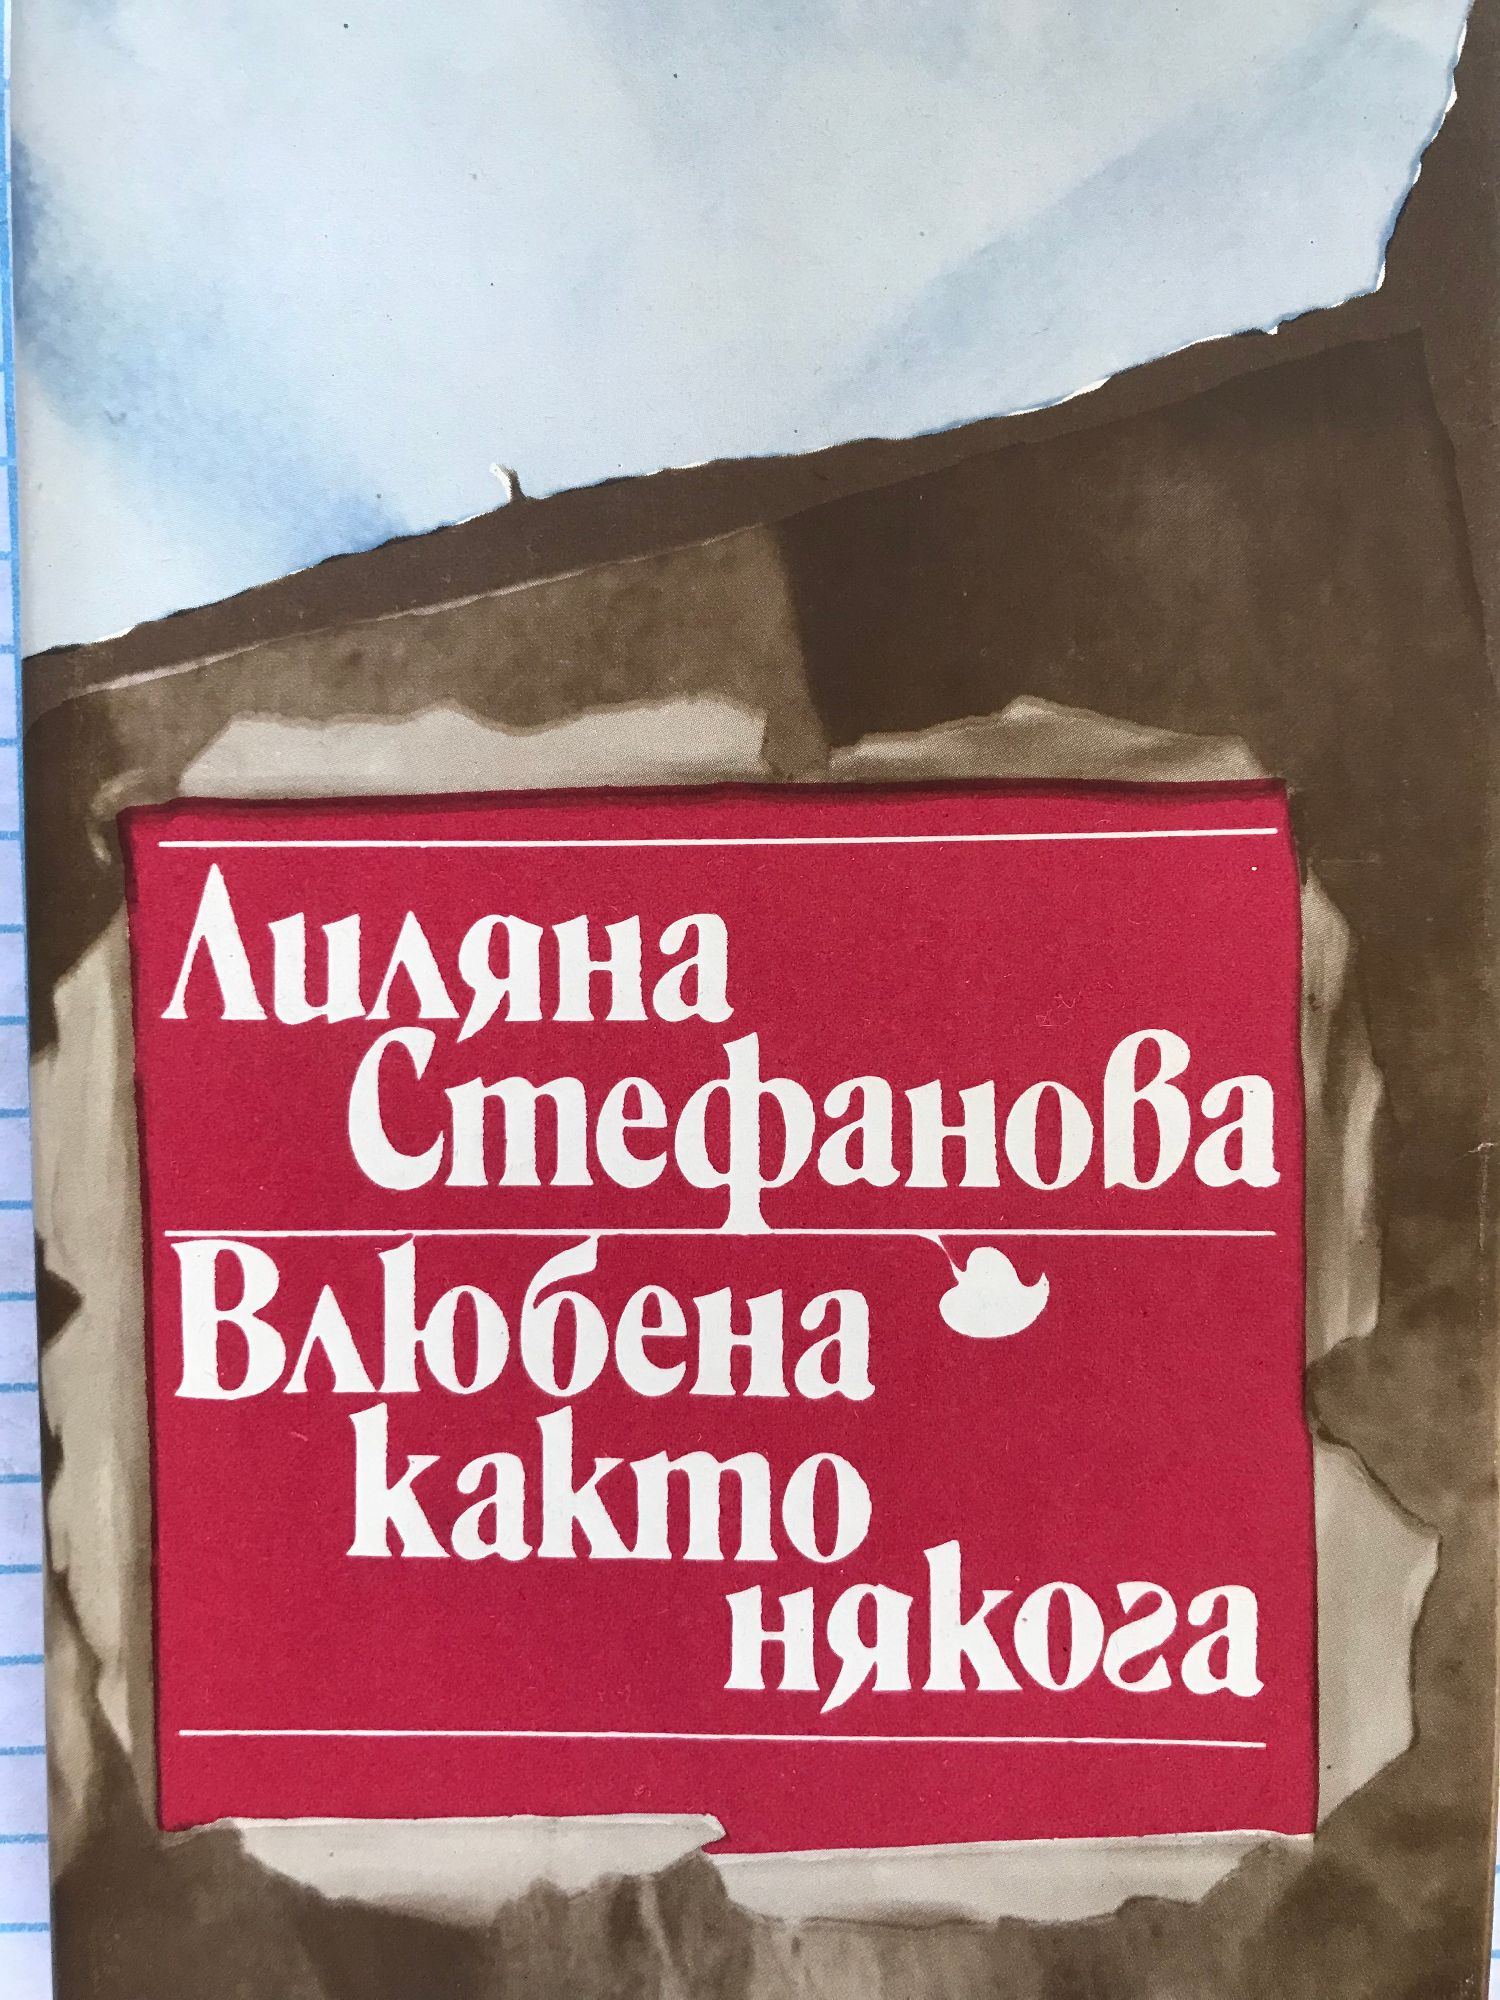 Лиляна
Стефанова
Влюбена
както
някога